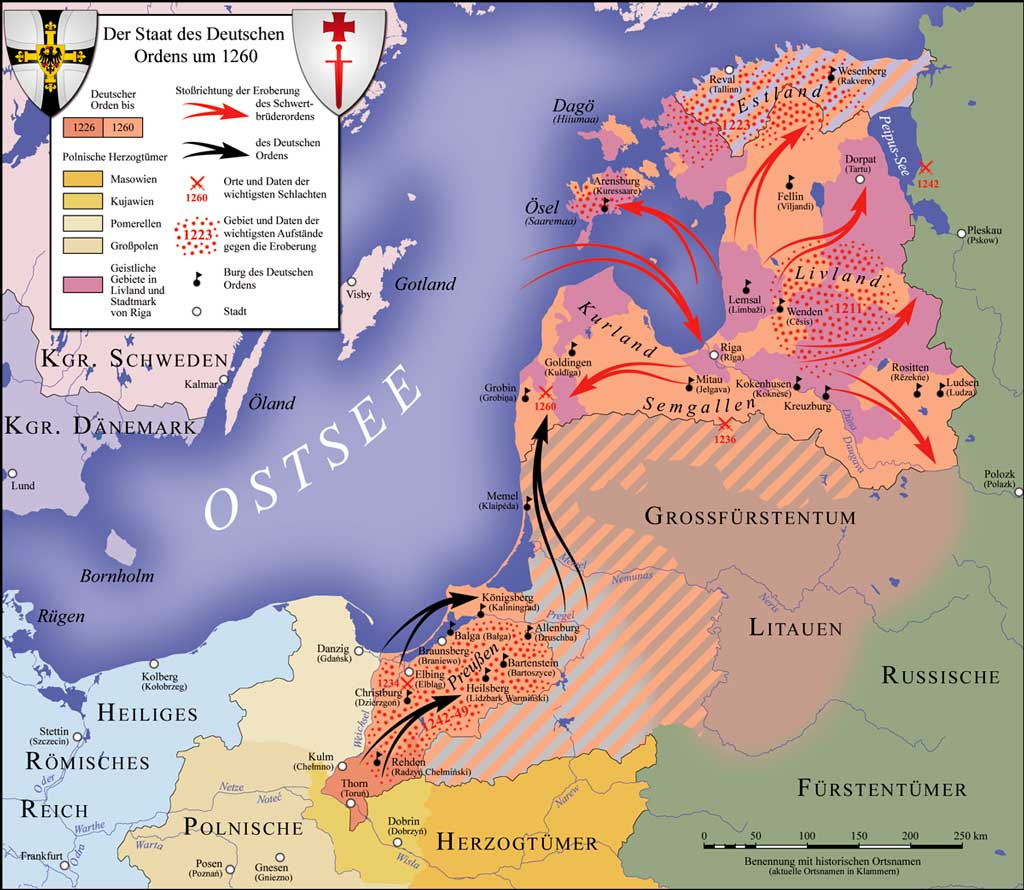 Der Staat des Deutschen
Ordens um 1260
Deutscher
Orden bis
1226 1260
Polnische Herzogtümer
Masowien
Kujawien
Pomerellen
Großpolen
Geistliche
Gebiete in
Livland und
Stadtmark
von Riga
Stoßrichtung der Eroberung
des Schwert-
brüderordens
des Deutschen
Ordens
1260
Orte und Daten der
wichtigsten Schlachten
1223
Gebiet und Daten der
wichtigsten Aufstände
gegen die Eroberung
Burg des Deutschen
Ordens
Stadt
Reval
(Tallinn)
Wesenberg
(Rakvere)
Estland
1223
Dagö
(Hiiumaa)
Peipus-See
Dorpat
(Tartu)
1242
Arensburg
(Kuressaare)
Fellin
(Viljandi)
Ösel
(Saaremaa)
Pleskau
(Pskow)
Gotland
Visby
Livland
Lemsal
(Limbaži)
Wenden
(Cēsis)
1211
Kurland
Riga
(Rīga)
Goldingen
(Kuldīga)
KGR. SCHWEDEN
Kalmar
Öland
Grobin
(Grobiņa)
1260
Mitau
(Jelgava)
Kokenhusen
(Koknese)
Kreuzburg
Rositten
(Rēzekne)
Ludsen
(Ludza)
Semgallen
1236
Düna
Daugava
KGR. DÄNEMARK
Lund
OSTSEE
Polozk
(Polazk)
Memel
(Klaipėda)
GROSSFÜRSTENTUM
LITAUEN
Bornholm
Memel
Nemunas
Neris
Rügen
Königsberg
(Kaliningrad)
Pregel
Balga (Bałga)
Allenburg
(Druschba)
Braunsberg
(Braniewo)
Danzig
(Gdańsk)
Preußen
Bartenstein
(Bartoszyce)
Elbing
(Elbląg)
1234
Heilsberg
(Lidzbark Warmiński)
Christburg
(Dzierzgoń)
1242-49
Kolberg
(Kołobrzeg)
Weichsel
RUSSISCHE
FÜRSTENTÜMER
HEILIGES
RÖMISCHES
REICH
Stettin
(Szczecin)
Oder
Kulm
(Chełmno)
Rehden
(Radzyn Chełmiński)
Thorn
(Toruń)
Netze
Noteć
Narew
Dobrin
(Dobrzyń)
Warthe
Warta
POLNISCHE
HERZOGTÜMER
Wisła
Frankfurt
Odra
Posen
(Poznań)
Gnesen
(Gniezno)
0 50 100 150 200 250 km
Benennung mit historischen Ortsnamen
(aktuelle Ortsnamen in Klammern)